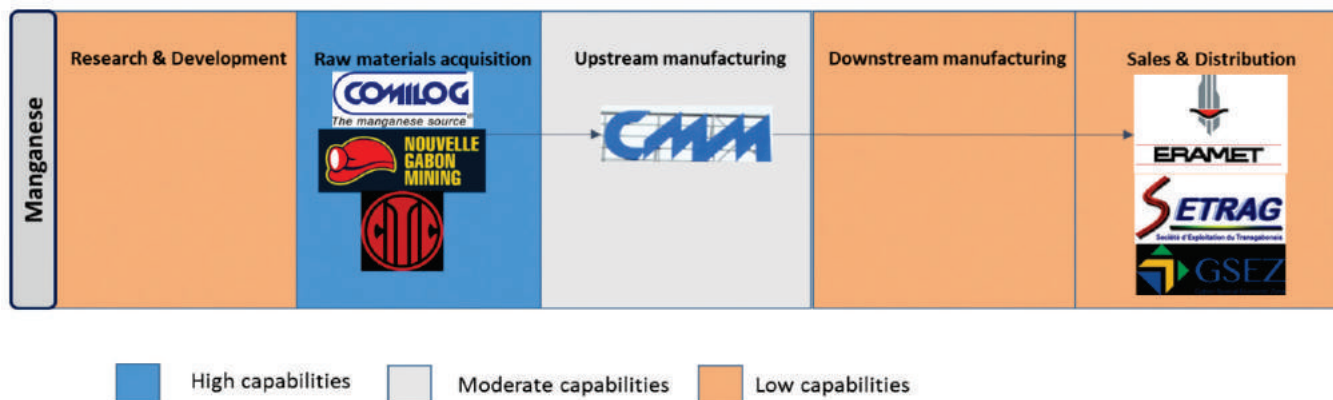 Manganese
Research & Development
Raw materials acquisition
Upstream manufacturing
Downstream manufacturing
Sales & Distribution
COMILOG
The manganese source
NOUVELLE
GABON
MINING
CITIC
CMM
ERAMET
SETRAG
Société d'Exploitation du Transgabonais
GSEZ
High capabilities
Moderate capabilities
Low capabilities